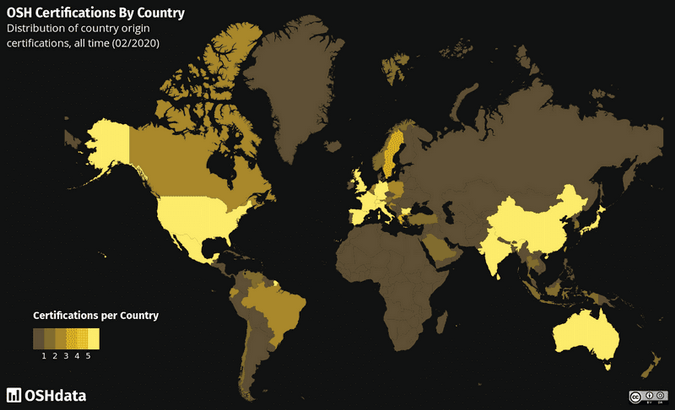 OSH Certifications By Country
Distribution of country origin
certifications, all time (02/2020)
Certifications per Country
1 2 3 4 5
OSHdata